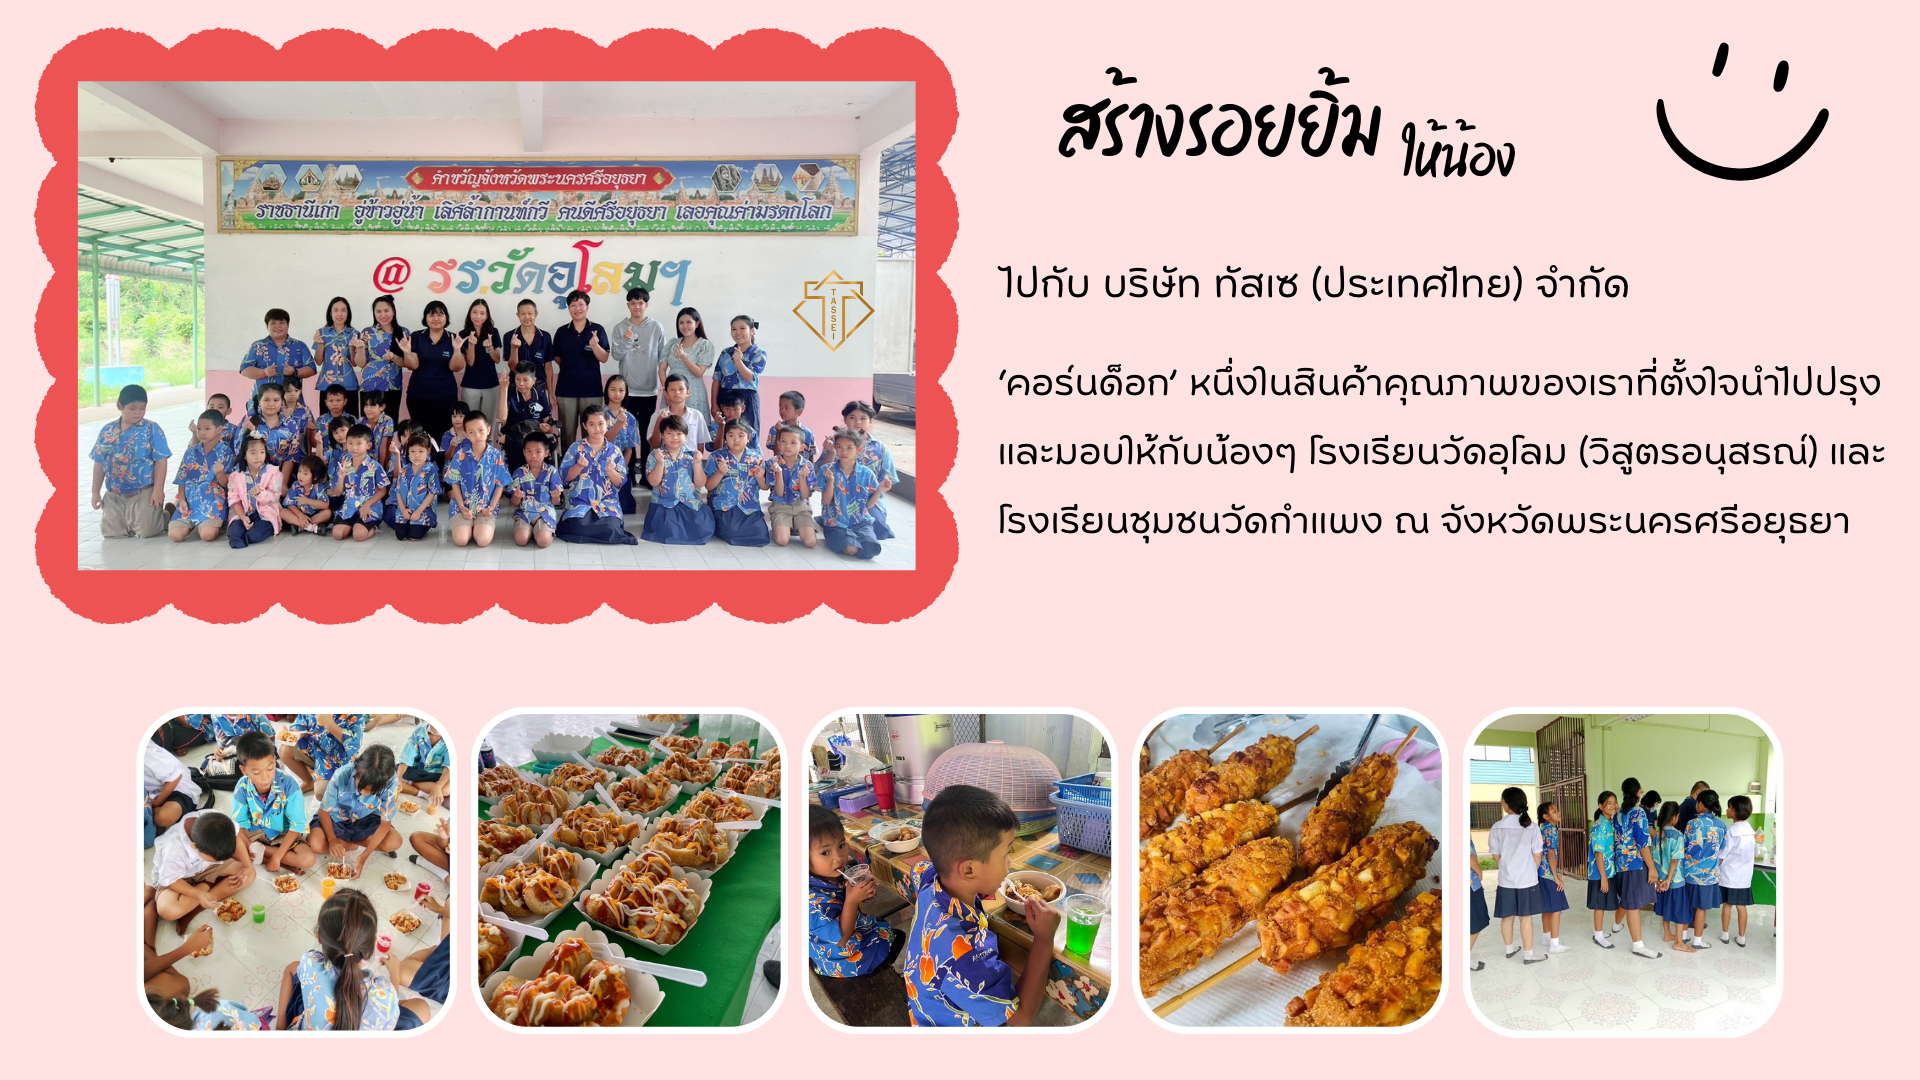 สร้างรอยยิ้ม ให้น้อง
ไปกับ บริษัท ทัสเซ (ประเทศไทย) จำกัด
‘คอร์นด็อก’ หนึ่งในสินค้าคุณภาพของเราที่ตั้งใจนำไปปรุง
และมอบให้กับน้องๆ โรงเรียนวัดอุโลม (วิสูตรอนุสรณ์) และ
โรงเรียนชุมชนวัดกำแพง ณ จังหวัดพระนครศรีอยุธยา
คำขวัญจังหวัดพระนครศรีอยุธยา
ราชธานีเก่า อู่ข้าวอู่น้ำ เลิศล้ำกานท์กวี คนดีศรีอยุธยา เลอคุณค่ามรดกโลก
@ รร.วัดอุโลมฯ
TASSEI